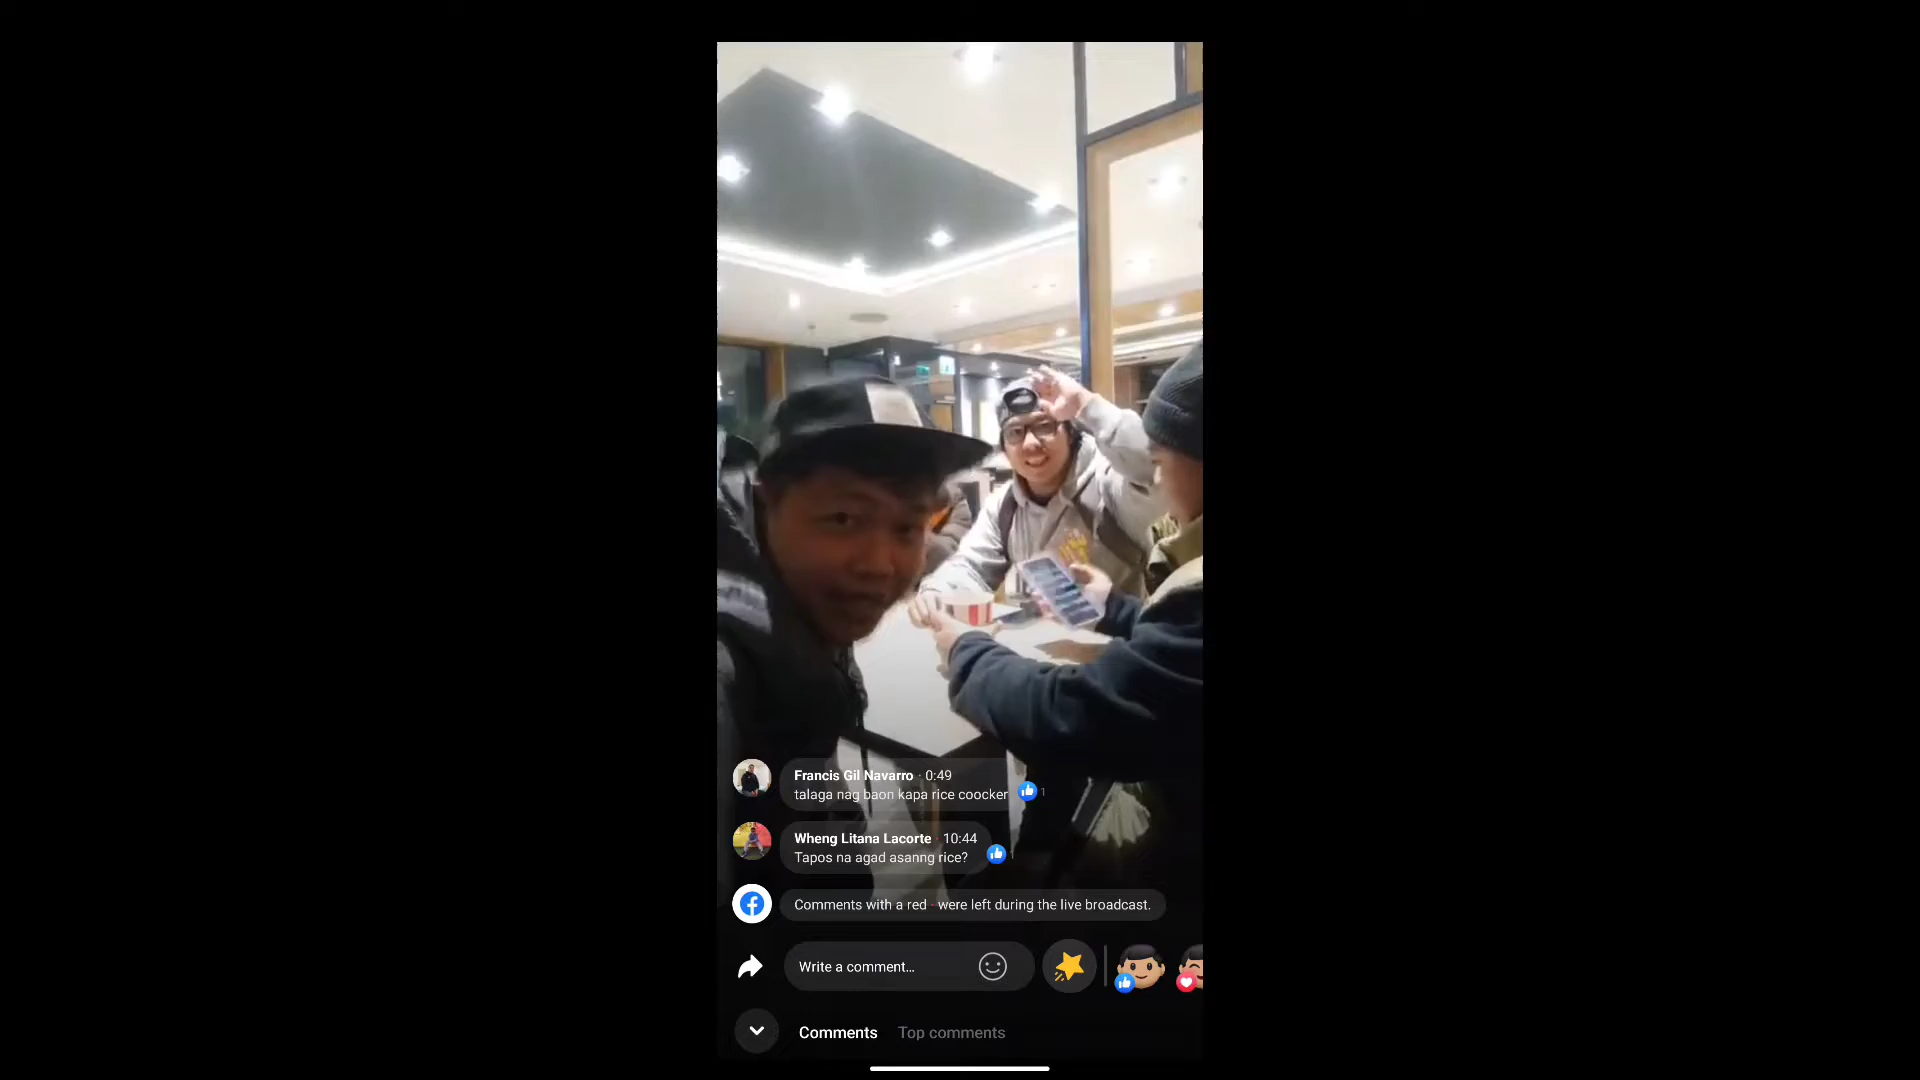 Francis Gil Navarro · 0:49
talaga nag baon kapa rice coocker
1
Wheng Litana Lacorte · 10:44
Tapos na agad asanng rice?
1
Comments with a red · were left during the live broadcast.
Write a comment...
Comments Top comments